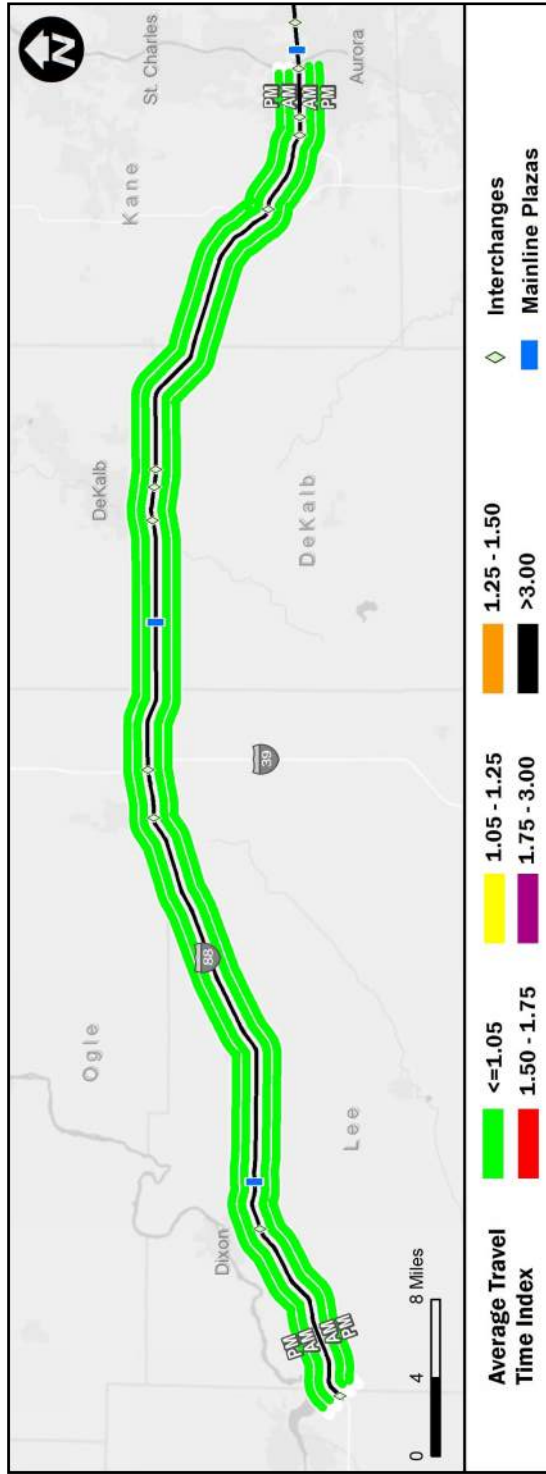 N
St. Charles
Kane
PM
AM
AM
PM
Aurora
DeKalb
DeKalb
39
88
Ogle
Lee
Dixon
PM
AM
AM
PM
0 4 8 Miles
Average Travel
Time Index
<=1.05
1.05 - 1.25
1.25 - 1.50
1.50 - 1.75
1.75 - 3.00
>3.00
Interchanges
Mainline Plazas